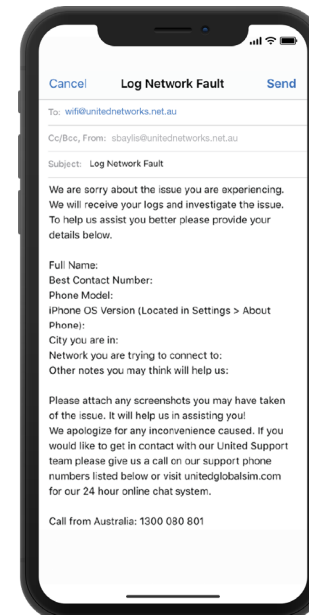 Cancel Log Network Fault Send
To: wifi@unitednetworks.net.au
Cc/Bcc, From: sbaylis@unitednetworks.net.au
Subject: Log Network Fault
We are sorry about the issue you are experiencing.
We will receive your logs and investigate the issue.
To help us assist you better please provide your
details below.
Full Name:
Best Contact Number:
Phone Model:
iPhone OS Version (Located in Settings > About
Phone):
City you are in:
Network you are trying to connect to:
Other notes you may think will help us:
Please attach any screenshots you may have taken
of the issue. It will help us in assisting you!
We apologize for any inconvenience caused. If you
would like to get in contact with our United Support
team please give us a call on our support phone
numbers listed below or visit unitedglobalsim.com
for our 24 hour online chat system.
Call from Australia: 1300 080 801